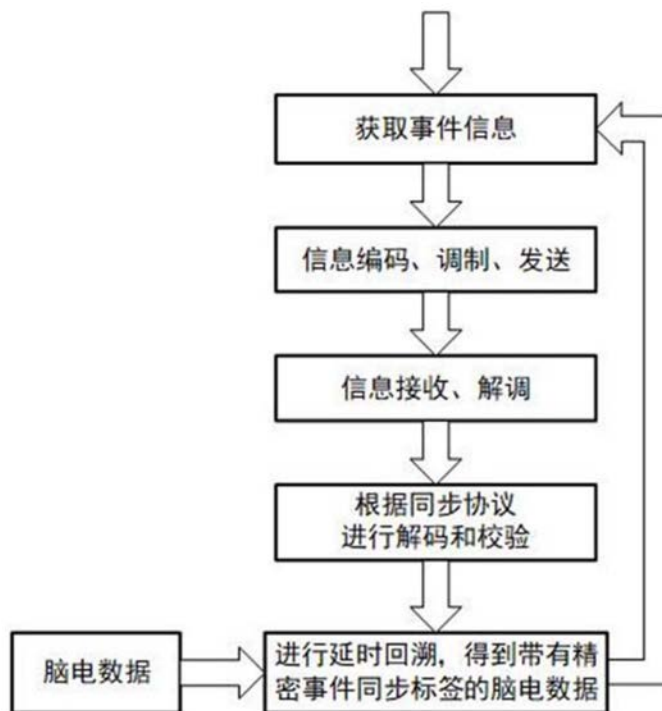 获取事件信息
信息编码、调制、发送
信息接收、解调
根据同步协议
进行解码和校验
脑电数据
进行延时回溯，得到带有精
密事件同步标签的脑电数据